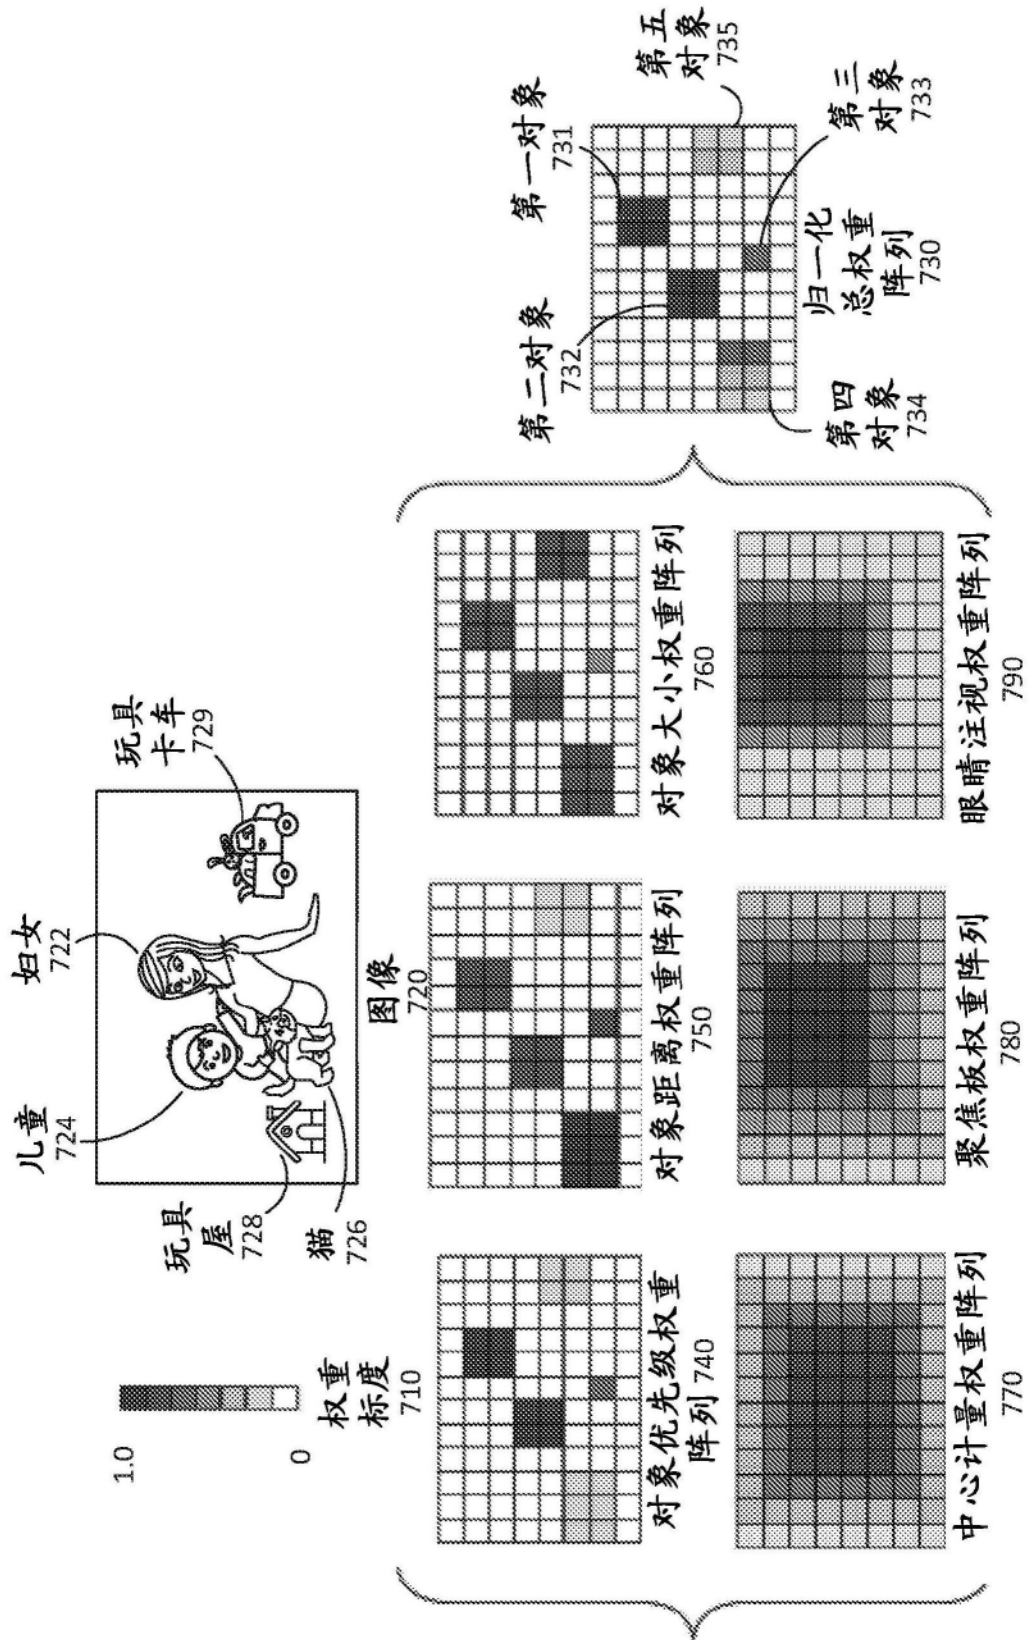 1.0
0
权重
标度
710
儿童
724
妇女
722
玩具
屋
728
猫
726
玩具
卡车
729
图像
720
对象优先级权重
阵列 740
对象距离权重阵列
750
对象大小权重阵列
760
中心计量权重阵列
770
聚焦板权重阵列
780
眼睛注视权重阵列
790
第二对象
732
第一对象
731
第五
对象
735
第四
对象
734
归一化
总权重
阵列
730
第三
对象
733